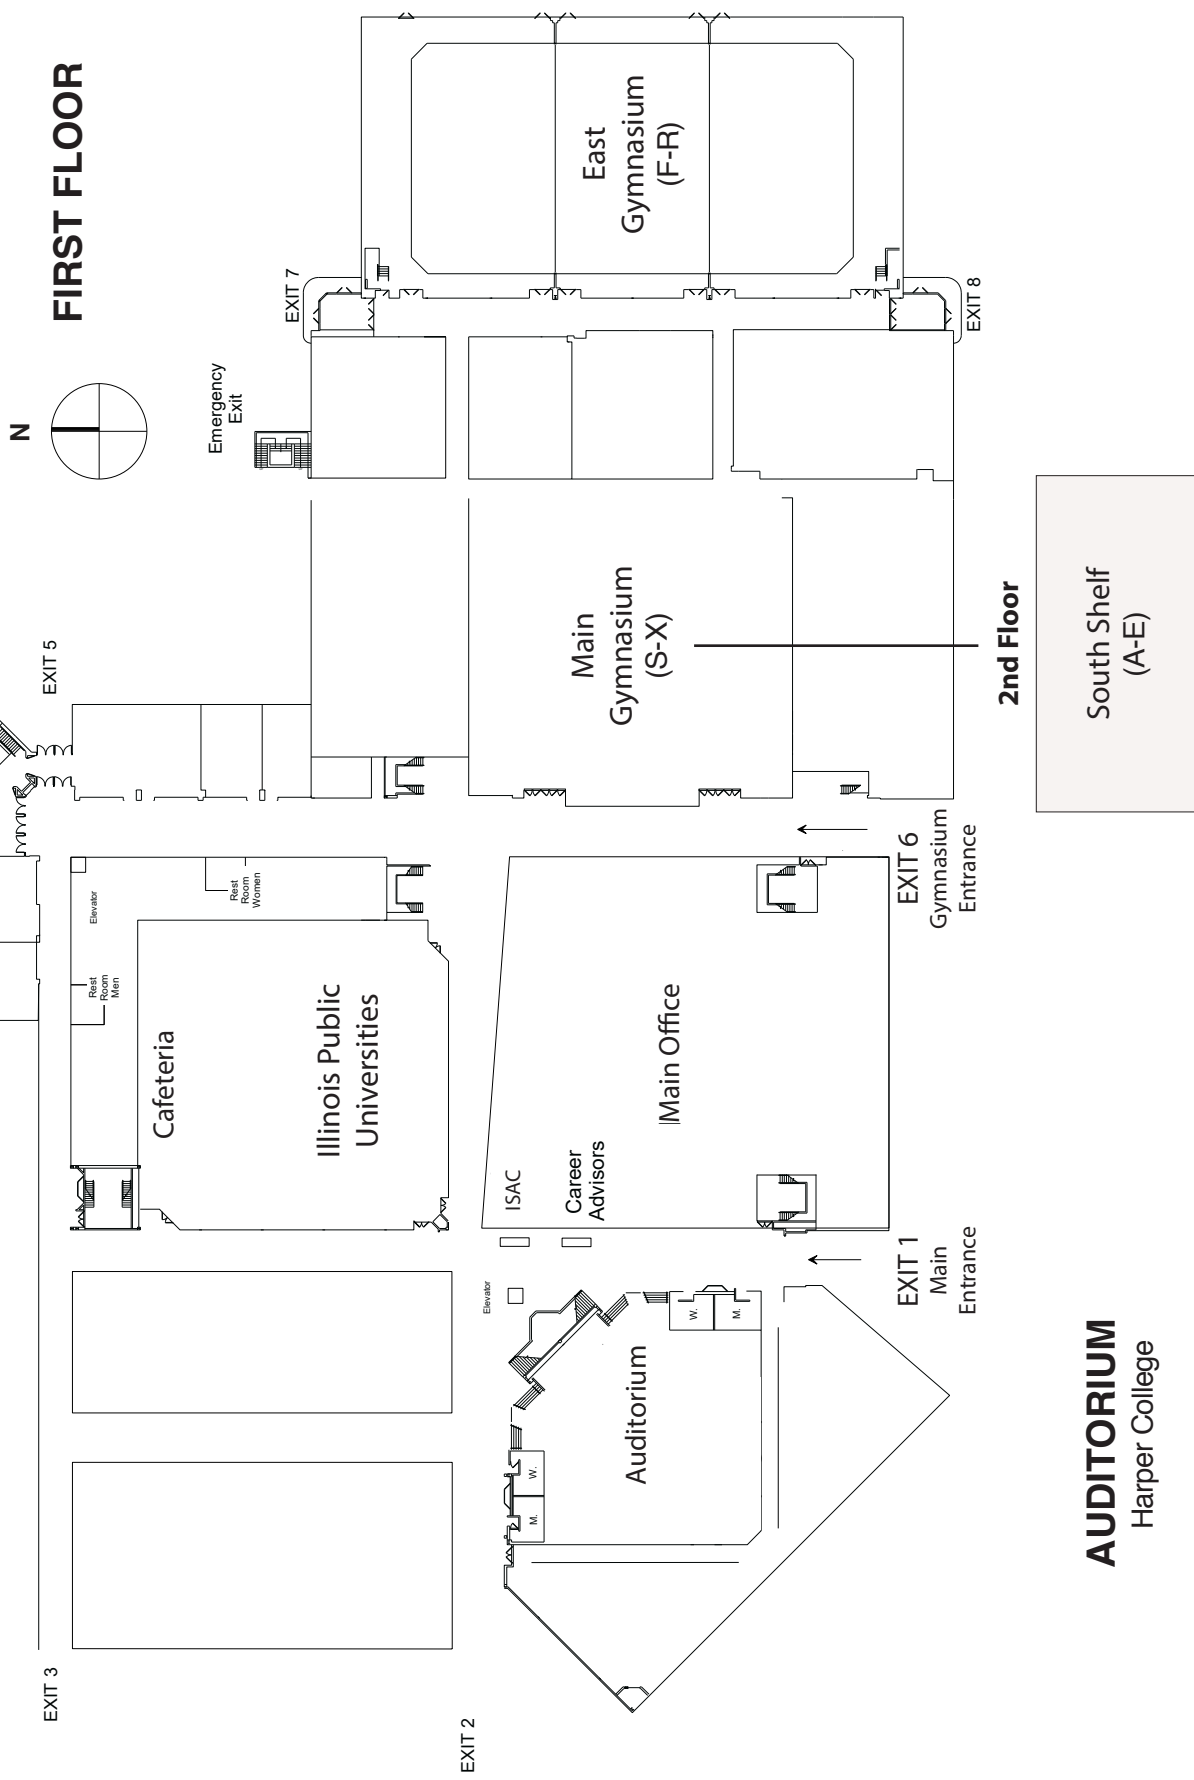 FIRST FLOOR
N
EXIT 3
EXIT 5
Emergency
Exit
EXIT 7
Rest
Room
Men
Elevator
Cafeteria
Rest
Room
Women
Illinois Public
Universities
EXIT 2
Elevator
ISAC
Career
Advisors
M.
W.
Auditorium
W.
M.
Main Office
Main
Gymnasium
(S-X)
East
Gymnasium
(F-R)
EXIT 1
Main
Entrance
EXIT 6
Gymnasium
Entrance
EXIT 8
2nd Floor
South Shelf
(A-E)
AUDITORIUM
Harper College